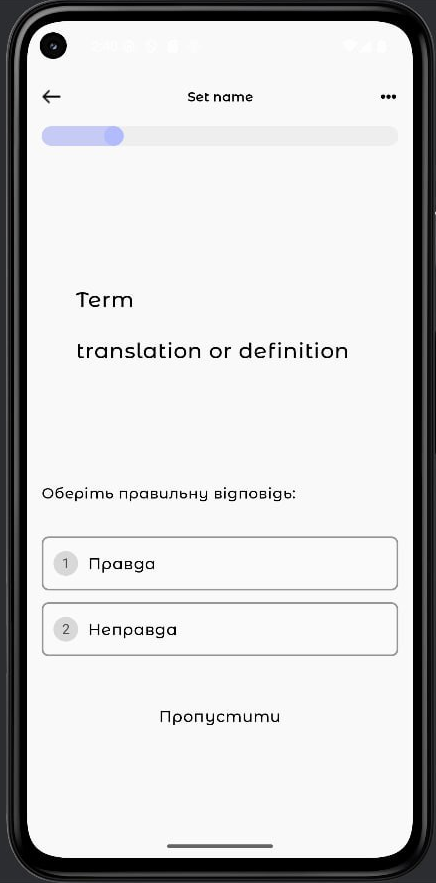 Set name
Term
translation or definition
Оберіть правильну відповідь:
1 Правда
2 Неправда
Пропустити